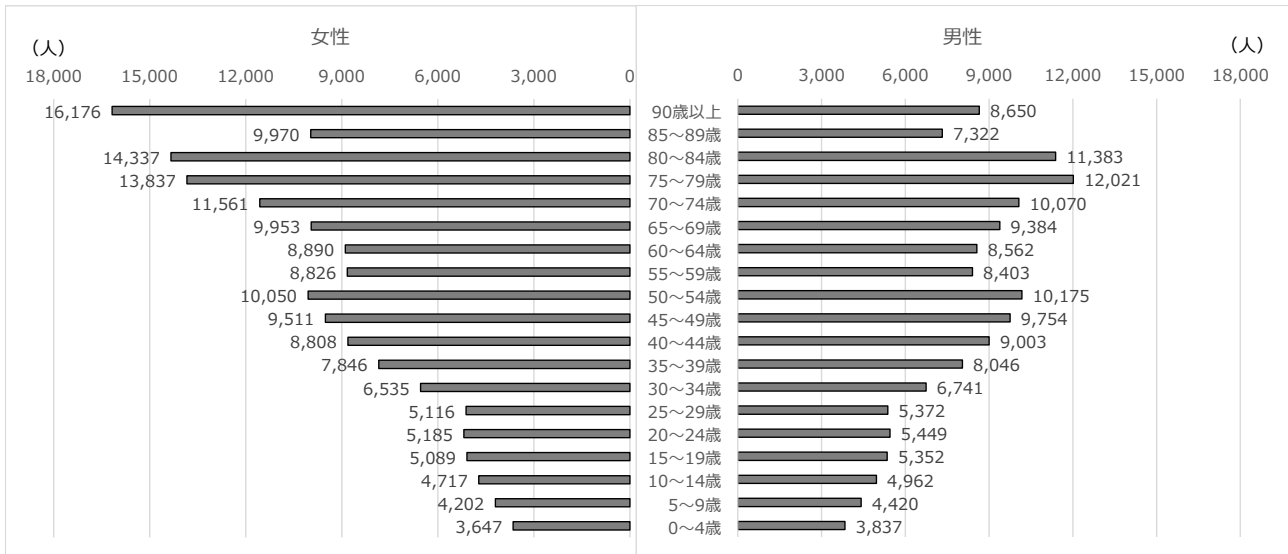 女性 男性
（人） （人）
18,000 15,000 12,000 9,000 6,000 3,000 0 0 3,000 6,000 9,000 12,000 15,000 18,000
16,176 90歳以上 8,650
9,970 85～89歳 7,322
14,337 80～84歳 11,383
13,837 75～79歳 12,021
11,561 70～74歳 10,070
9,953 65～69歳 9,384
8,890 60～64歳 8,562
8,826 55～59歳 8,403
10,050 50～54歳 10,175
9,511 45～49歳 9,754
8,808 40～44歳 9,003
7,846 35～39歳 8,046
6,535 30～34歳 6,741
5,116 25～29歳 5,372
5,185 20～24歳 5,449
5,089 15～19歳 5,352
4,717 10～14歳 4,962
4,202 5～9歳 4,420
3,647 0～4歳 3,837